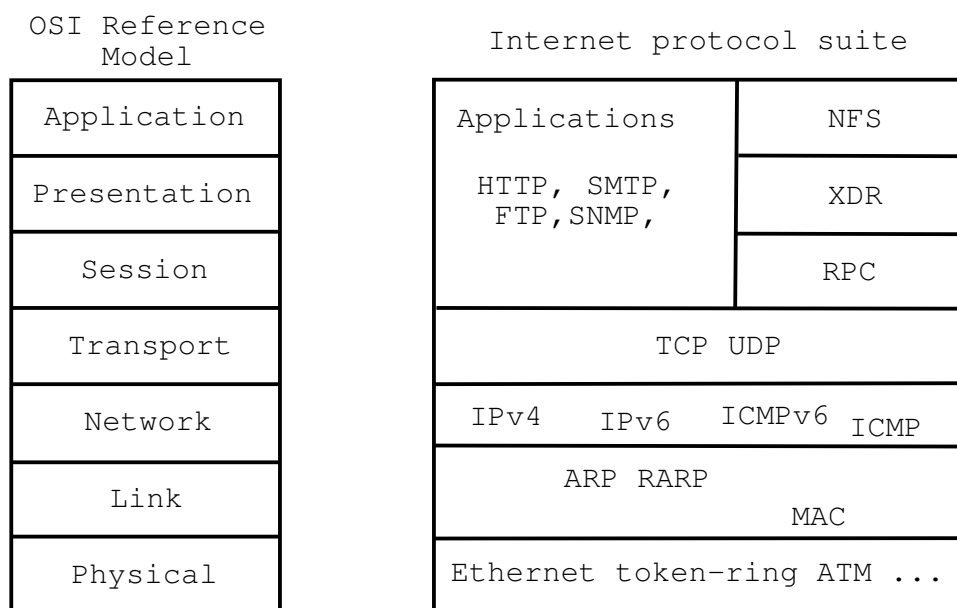 OSI Reference
Model
Application
Presentation
Session
Transport
Network
Link
Physical
Internet protocol suite
Applications
HTTP, SMTP,
FTP,SNMP,
NFS
XDR
RPC
TCP UDP
IPv4 IPv6 ICMPv6 ICMP
ARP RARP
MAC
Ethernet token-ring ATM ...